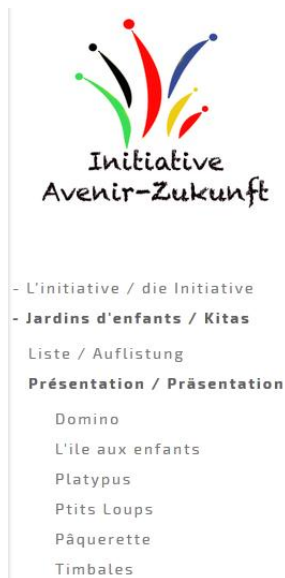 Initiative
Avenir-Zukunft
- L'initiative / die Initiative
- Jardins d'enfants / Kitas
Liste / Auflistung
Présentation / Präsentation
Domino
L'ile aux enfants
Platypus
Ptits Loups
Pâquerette
Timbales